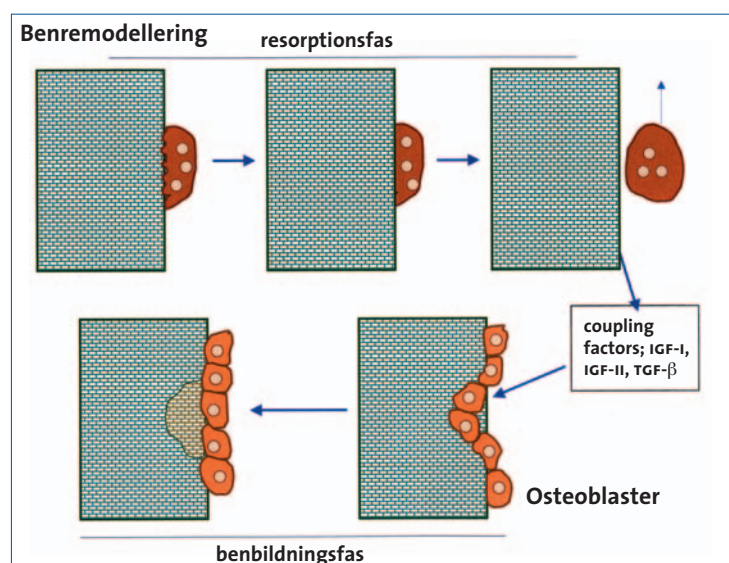 Benremodellering
resorptionsfas
coupling
factors; IGF-I,
IGF-II, TGF-β
Osteoblaster
benbildningsfas